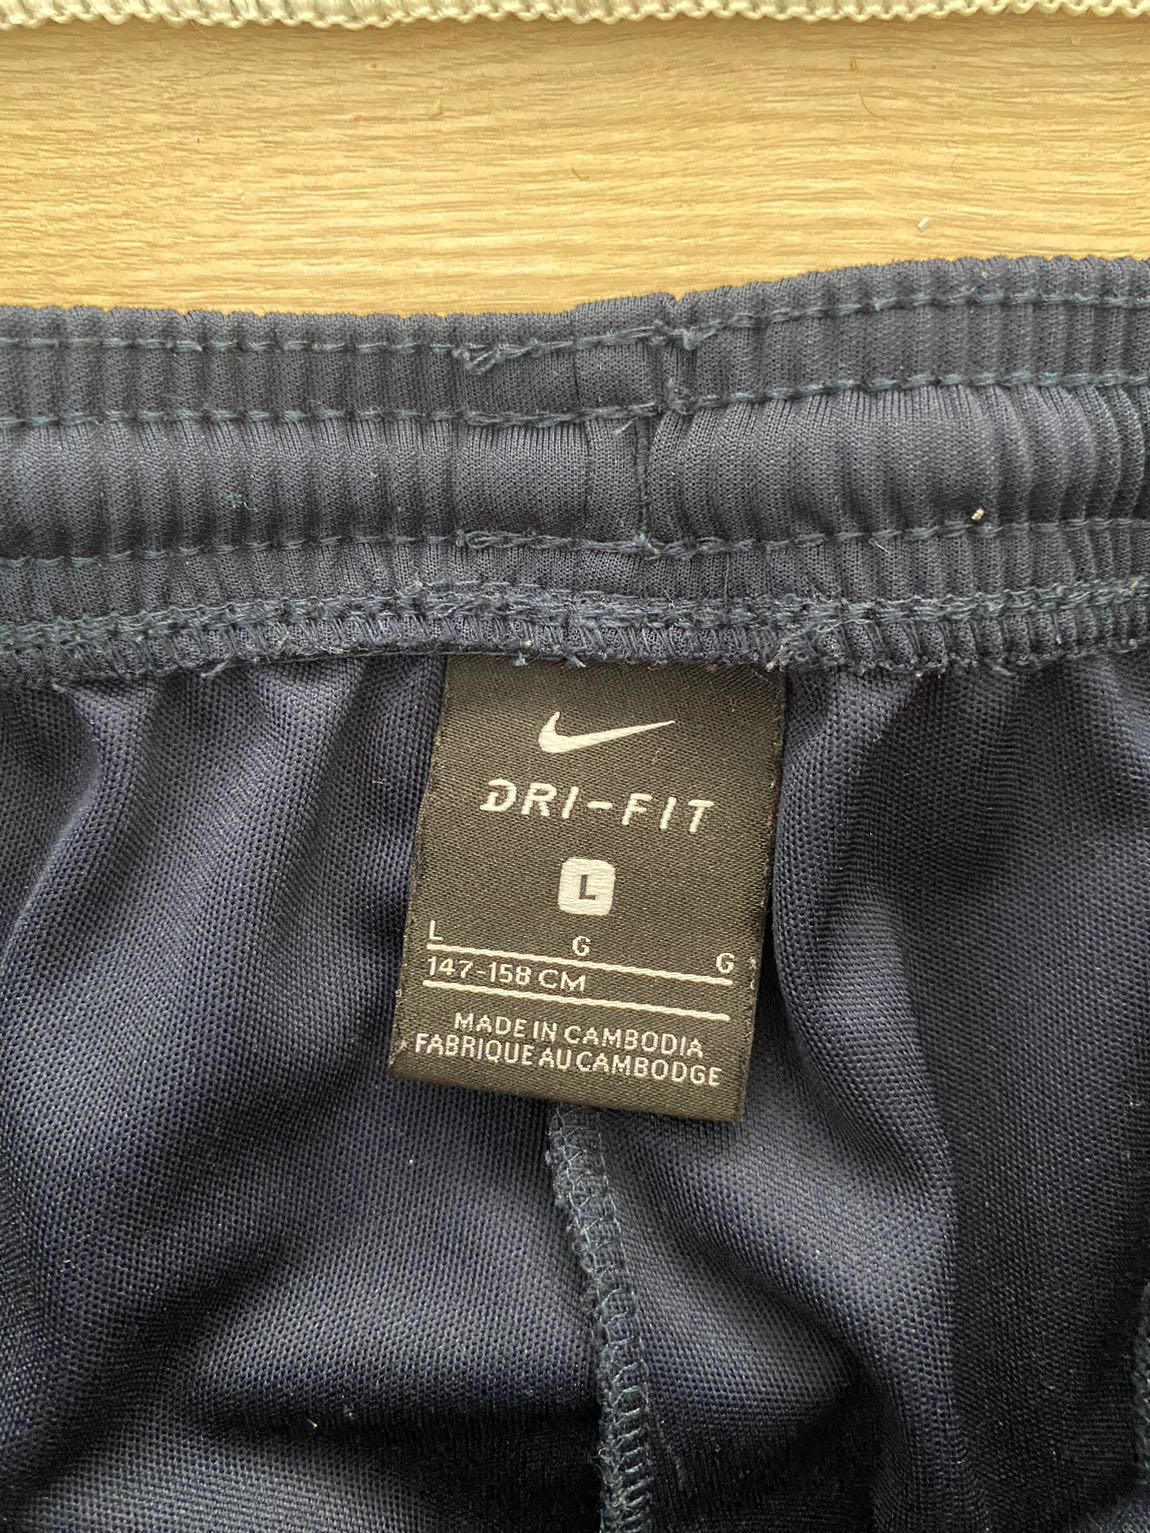 DRI-FIT
L
L G G
147-158 CM
MADE IN CAMBODIA
FABRIQUE AU CAMBODGE